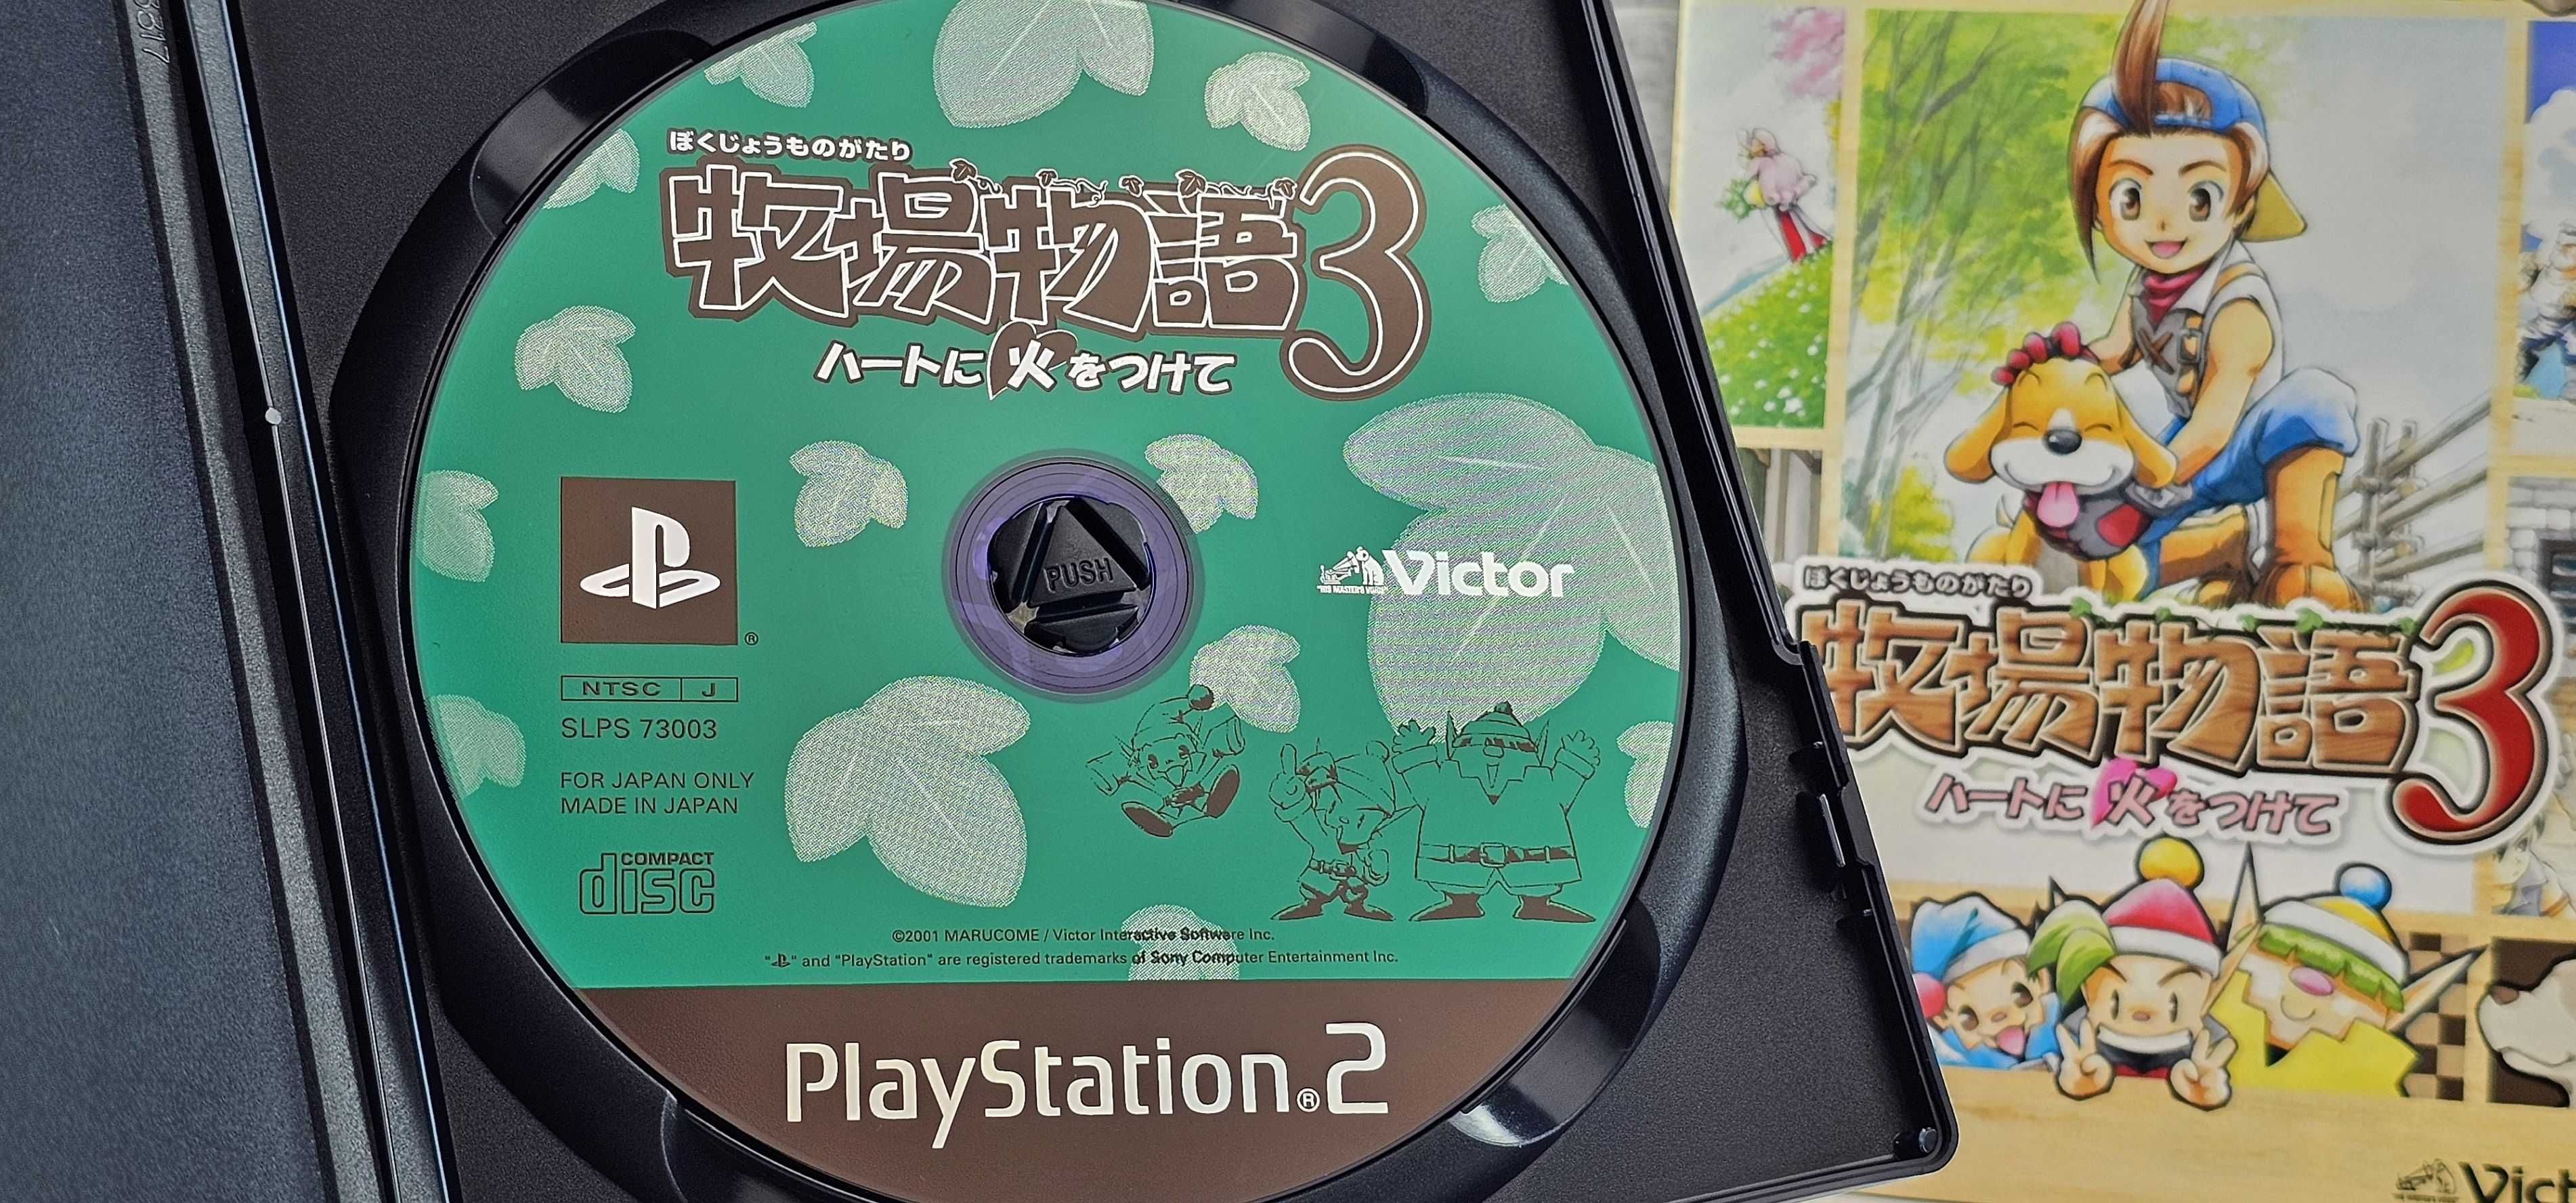 ぼくじょうものがたり
牧場物語3
ハートに火をつけて
PUSH
"HIS MASTER'S VOICE"
Victor
®
NTSC J
SLPS 73003
FOR JAPAN ONLY
MADE IN JAPAN
COMPACT
disc
©2001 MARUCOME / Victor Interactive Software Inc.
" " and "PlayStation" are registered trademarks of Sony Computer Entertainment Inc.
PlayStation®2
ぼくじょうものがたり
牧場物語3
ハートに火をつけて
Vict